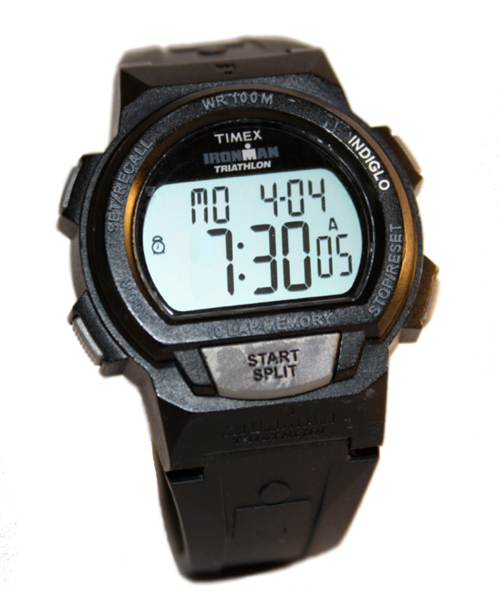 WR 100M
TIMEX
IRONMAN
TRIATHLON
INDIGLO
SET/RECALL
MO 4-04
A
7:30 05
STOP/RESET
LAP MEMORY
START
SPLIT